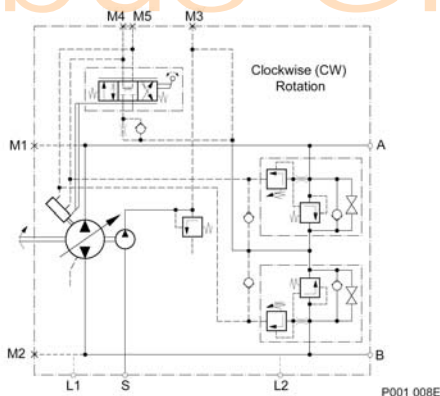 M4 M5 M3
Clockwise (CW)
Rotation
M1
A
M2
B
L1 S L2
P001 008E